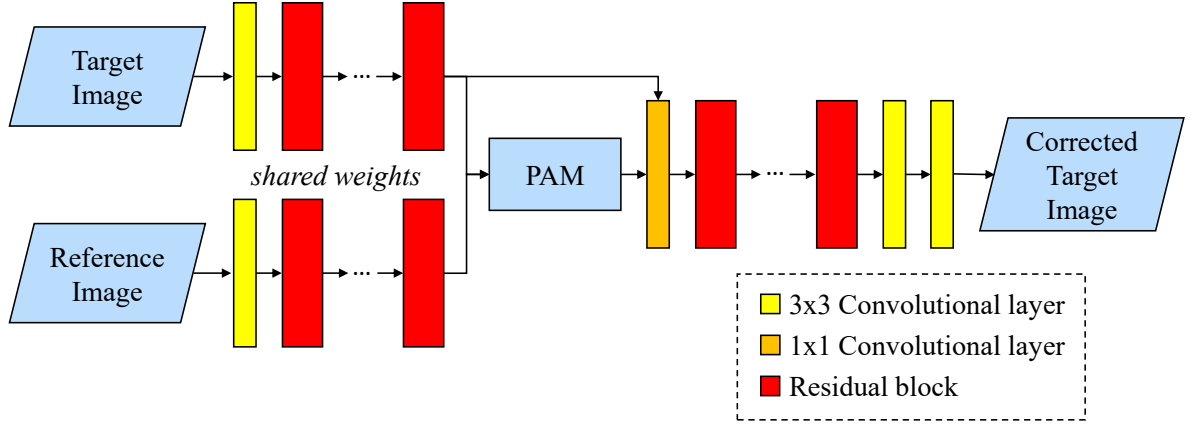 Target
Image
...
...
shared weights
PAM
...
Corrected
Target
Image
Reference
Image
...
3x3 Convolutional layer
1x1 Convolutional layer
Residual block